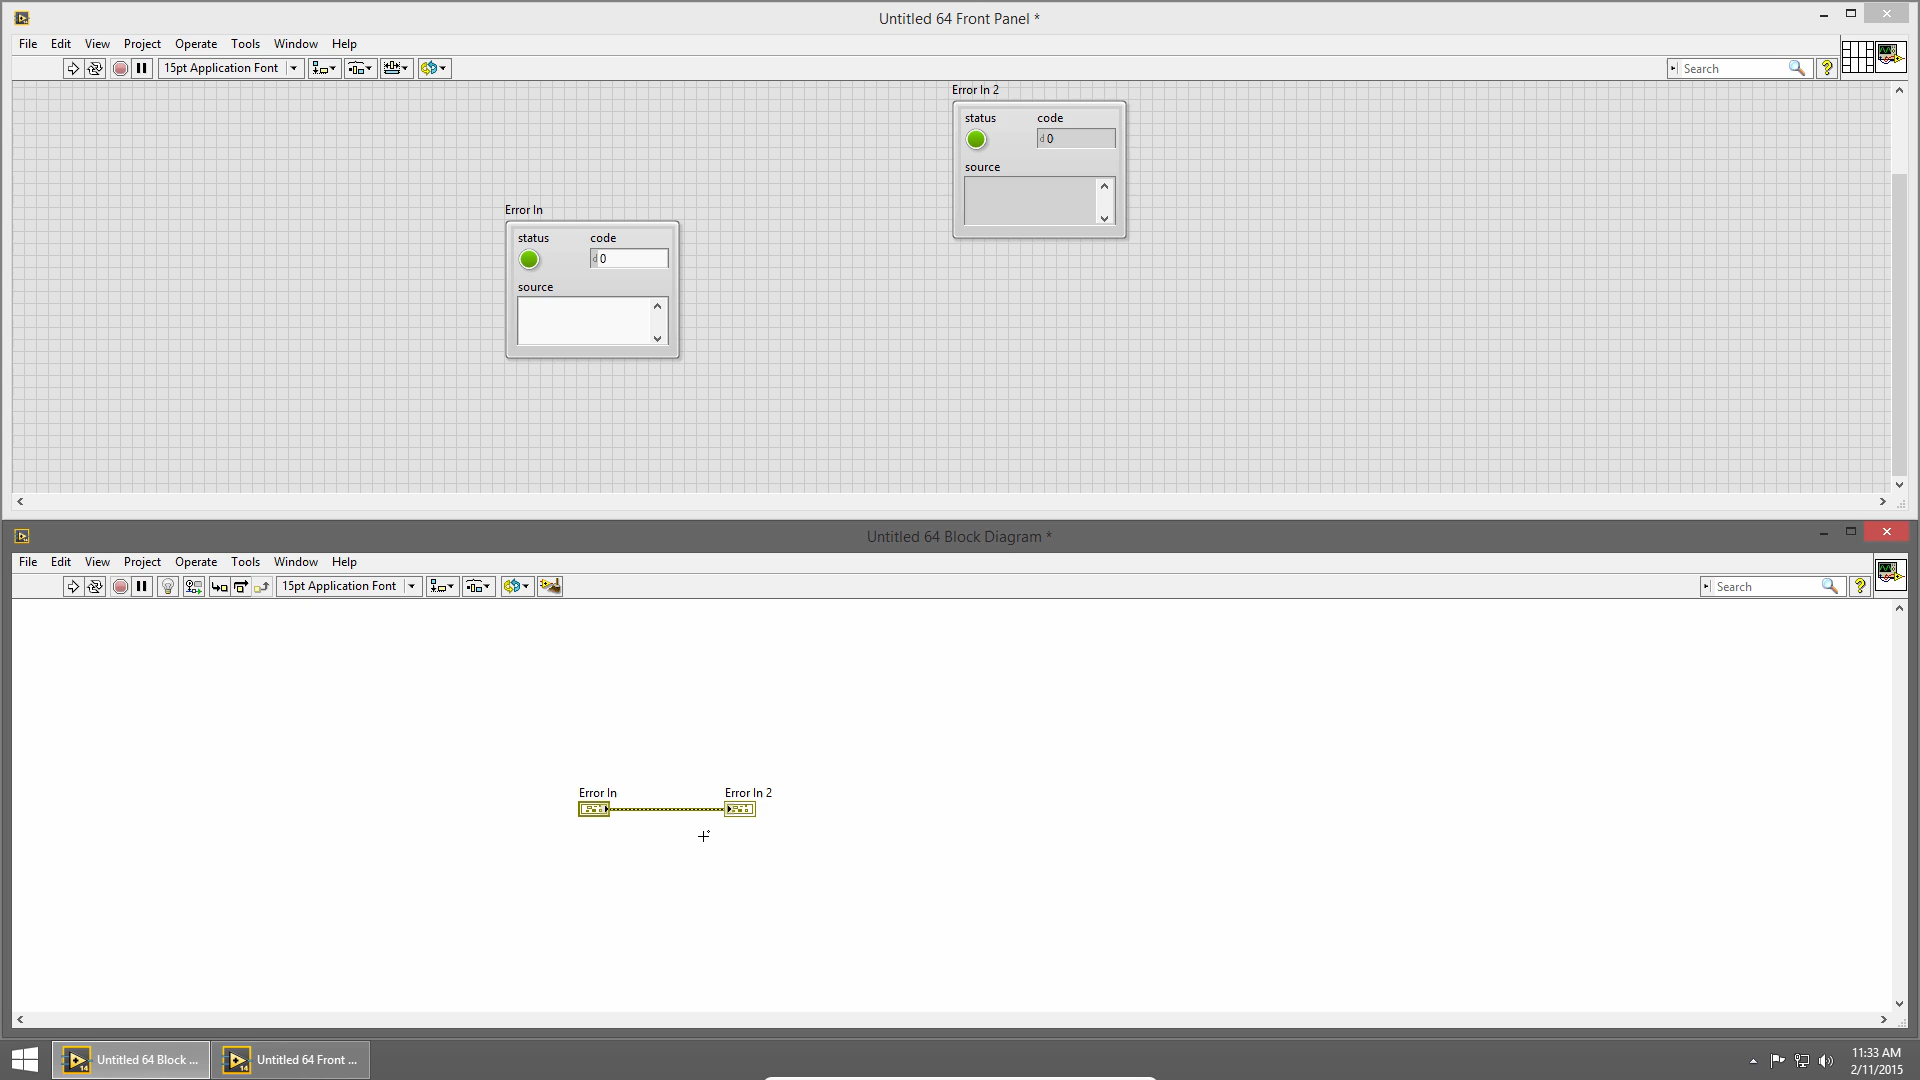 Untitled 64 Front Panel *
File Edit View Project Operate Tools Window Help
15pt Application Font
Search
?
Error In 2
status code
d 0
source
Error In
status code
d 0
source
Untitled 64 Block Diagram *
File Edit View Project Operate Tools Window Help
15pt Application Font
Search
?
Error In Error In 2
14 Untitled 64 Block ... 14 Untitled 64 Front ...
11:33 AM
2/11/2015